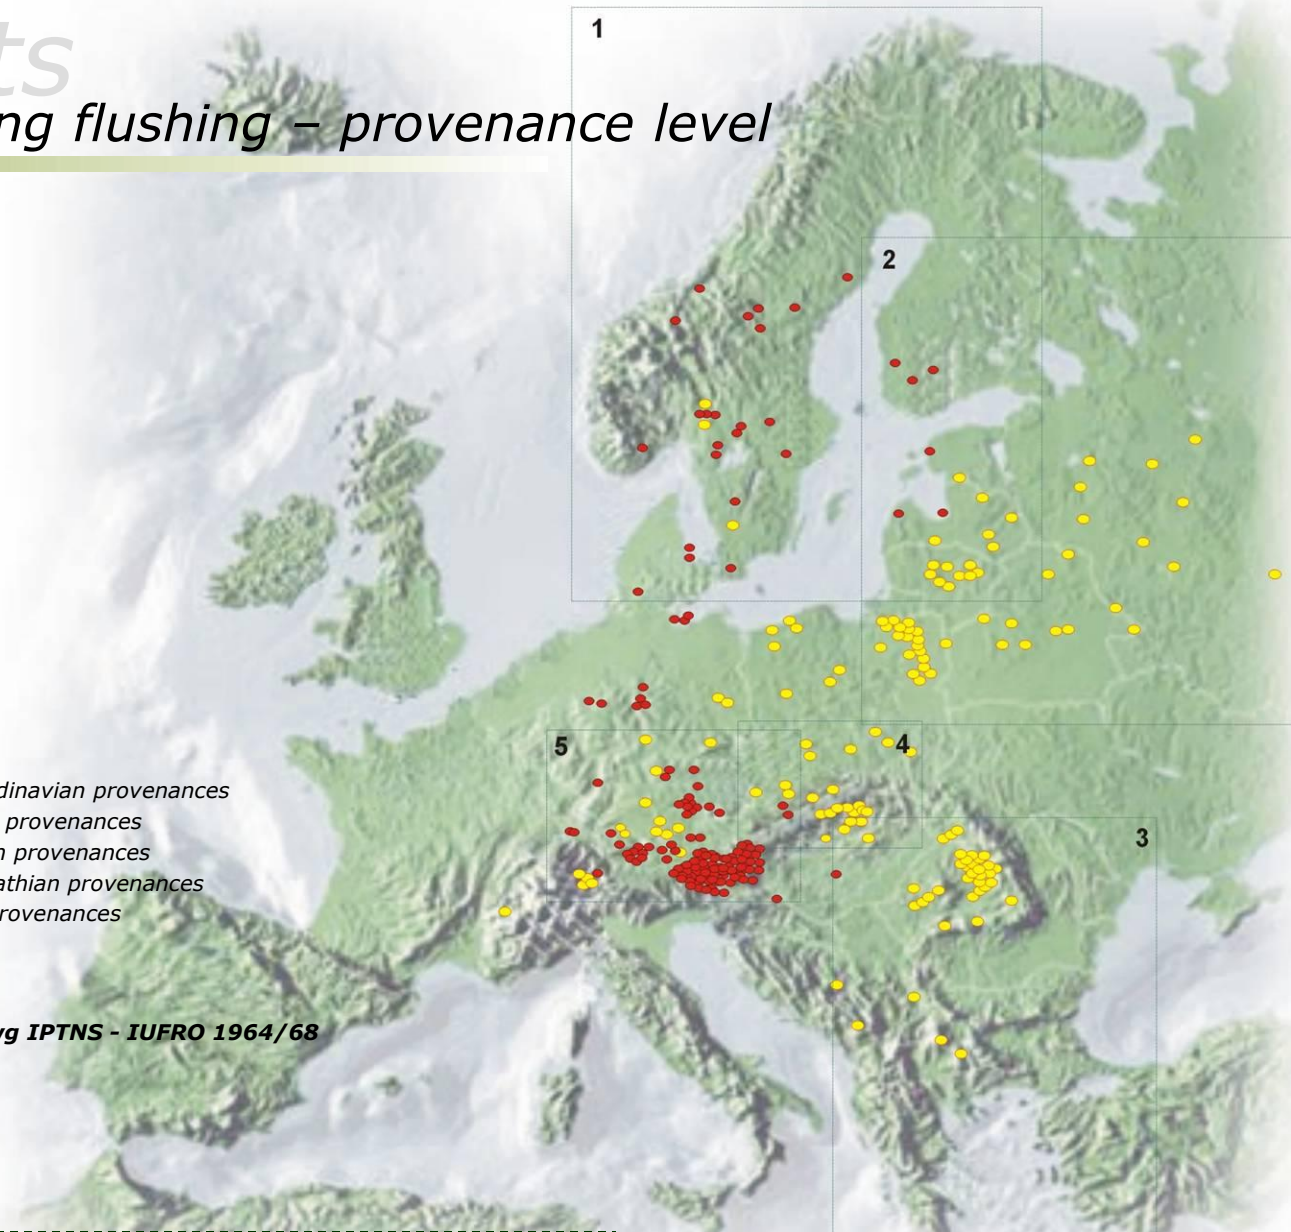 ts
ng flushing – provenance level
1
2
5
4
3
dinavian provenances
provenances
n provenances
athian provenances
rovenances
vg IPTNS - IUFRO 1964/68